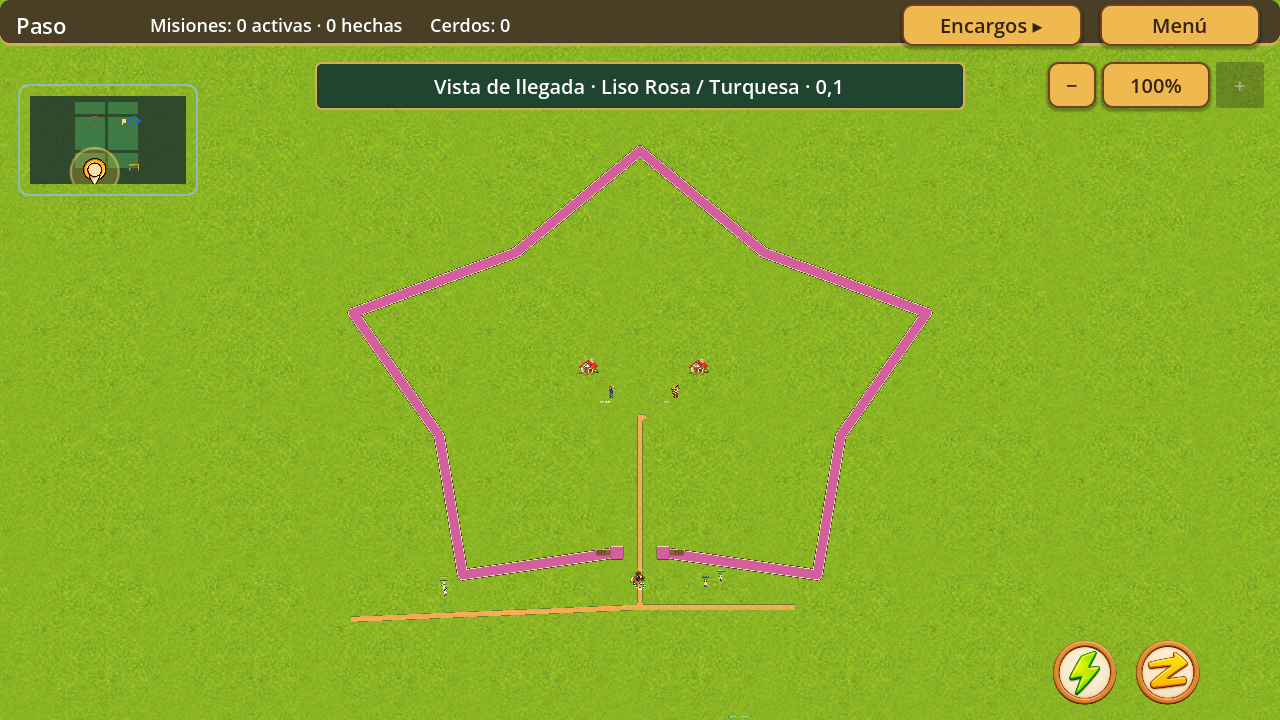 Paso
Misiones: 0 activas · 0 hechas
Cerdos: 0
Encargos ▸
Menú
Vista de llegada · Liso Rosa / Turquesa · 0,1
−
100%
+